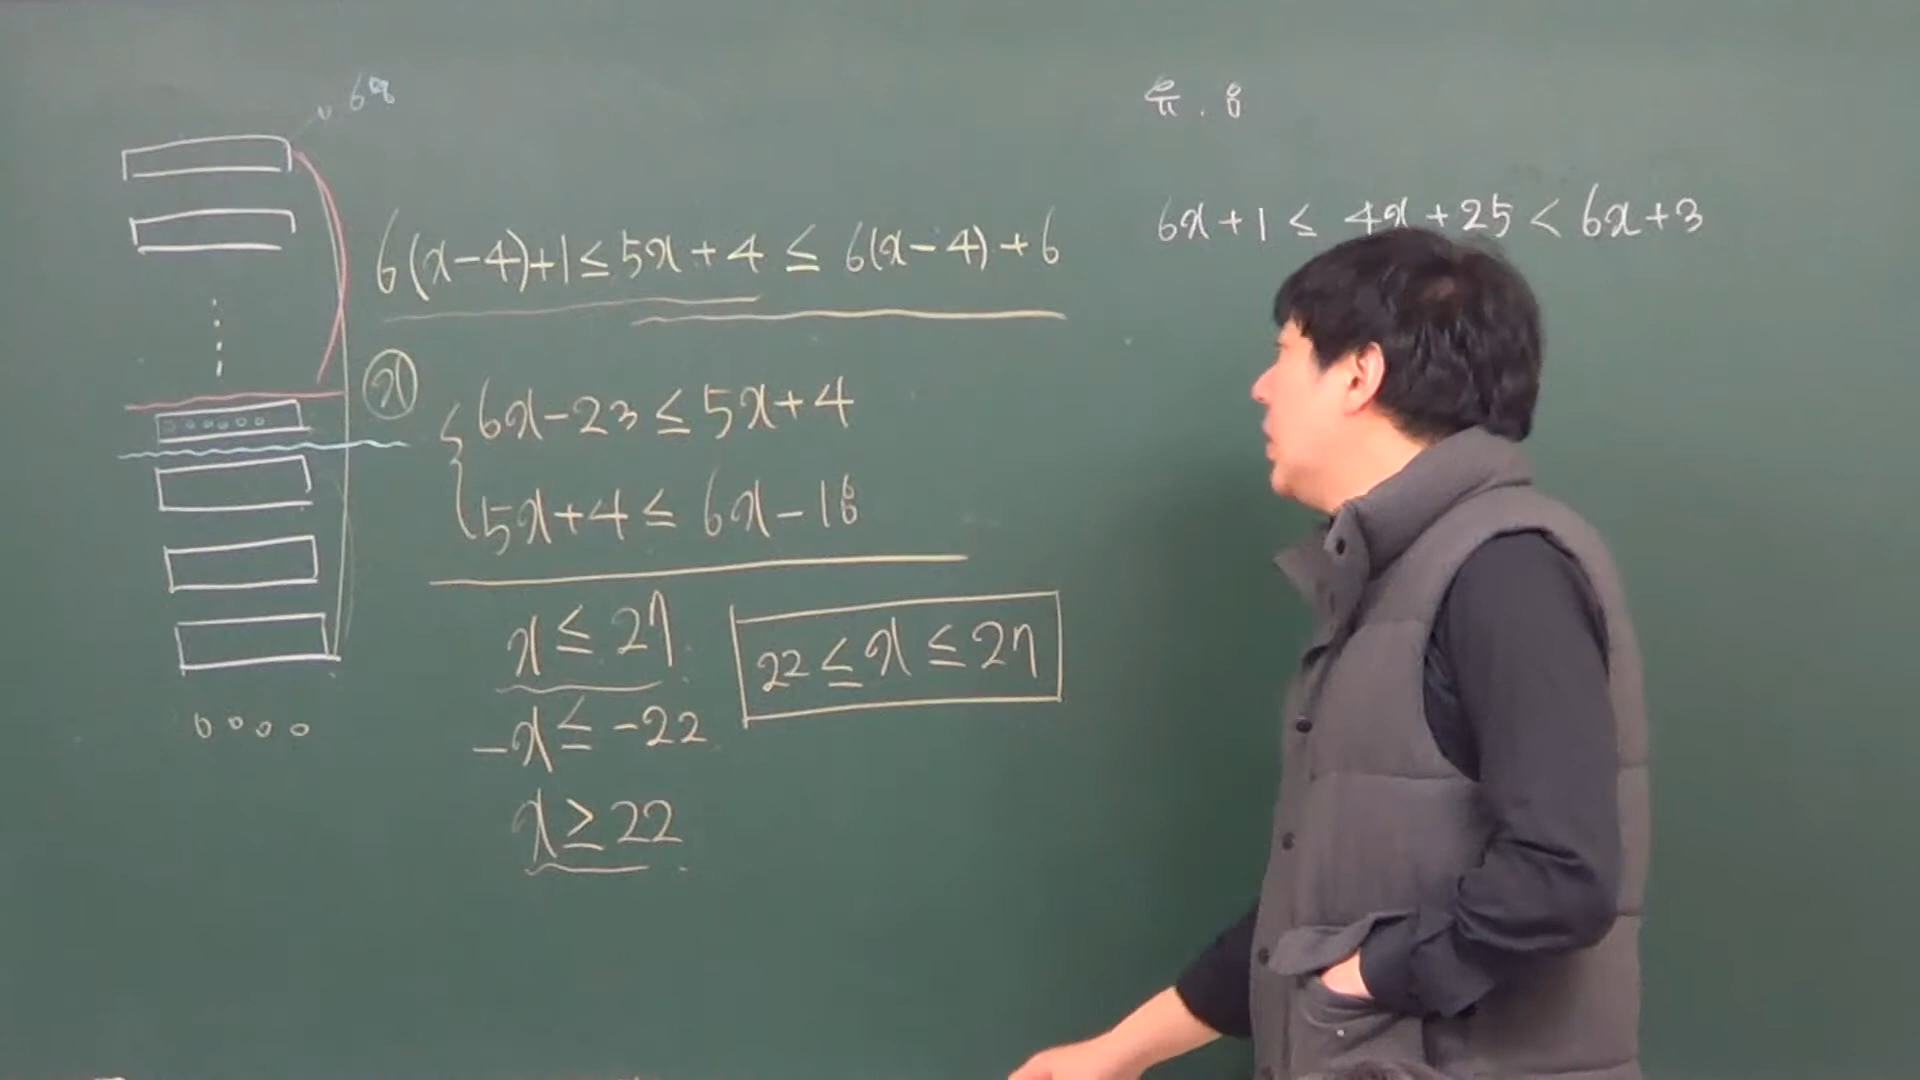 6명
6(x-4)+1≤5x+4≤6(x-4)+6
x
6x-23≤5x+4
5x+4≤6x-18
x≤27
22≤x≤27
-x≤-22
x≥22
유.8
6x+1≤4x+25<6x+3